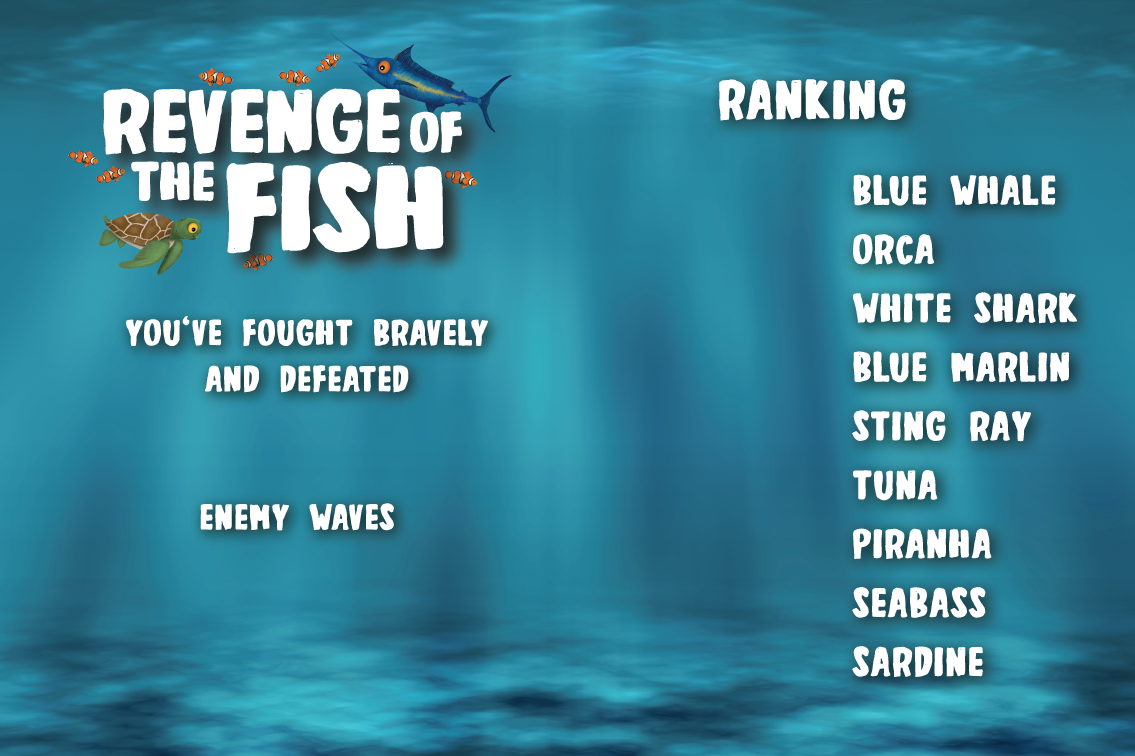 REVENGE OF
THE FISH
YOU'VE FOUGHT BRAVELY
AND DEFEATED
ENEMY WAVES
RANKING
BLUE WHALE
ORCA
WHITE SHARK
BLUE MARLIN
STING RAY
TUNA
PIRANHA
SEABASS
SARDINE